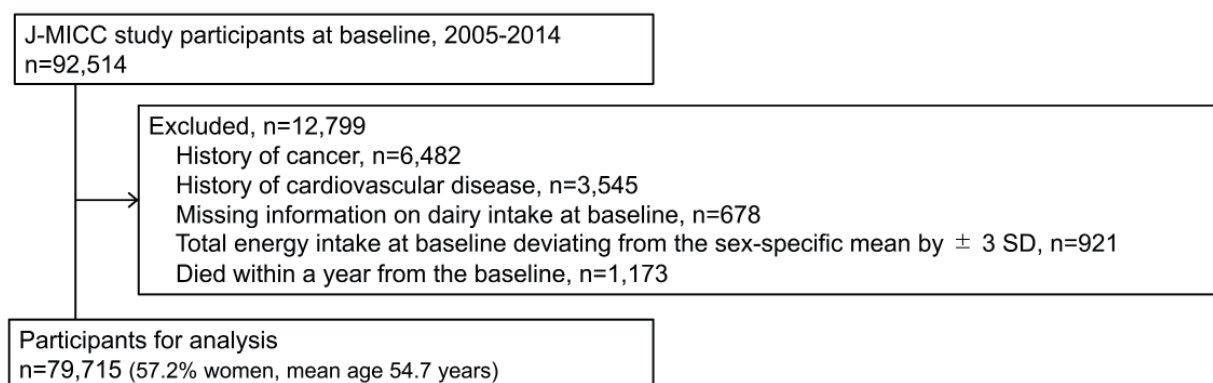 J-MICC study participants at baseline, 2005-2014
n=92,514
Excluded, n=12,799
History of cancer, n=6,482
History of cardiovascular disease, n=3,545
Missing information on dairy intake at baseline, n=678
Total energy intake at baseline deviating from the sex-specific mean by ± 3 SD, n=921
Died within a year from the baseline, n=1,173
Participants for analysis
n=79,715 (57.2% women, mean age 54.7 years)